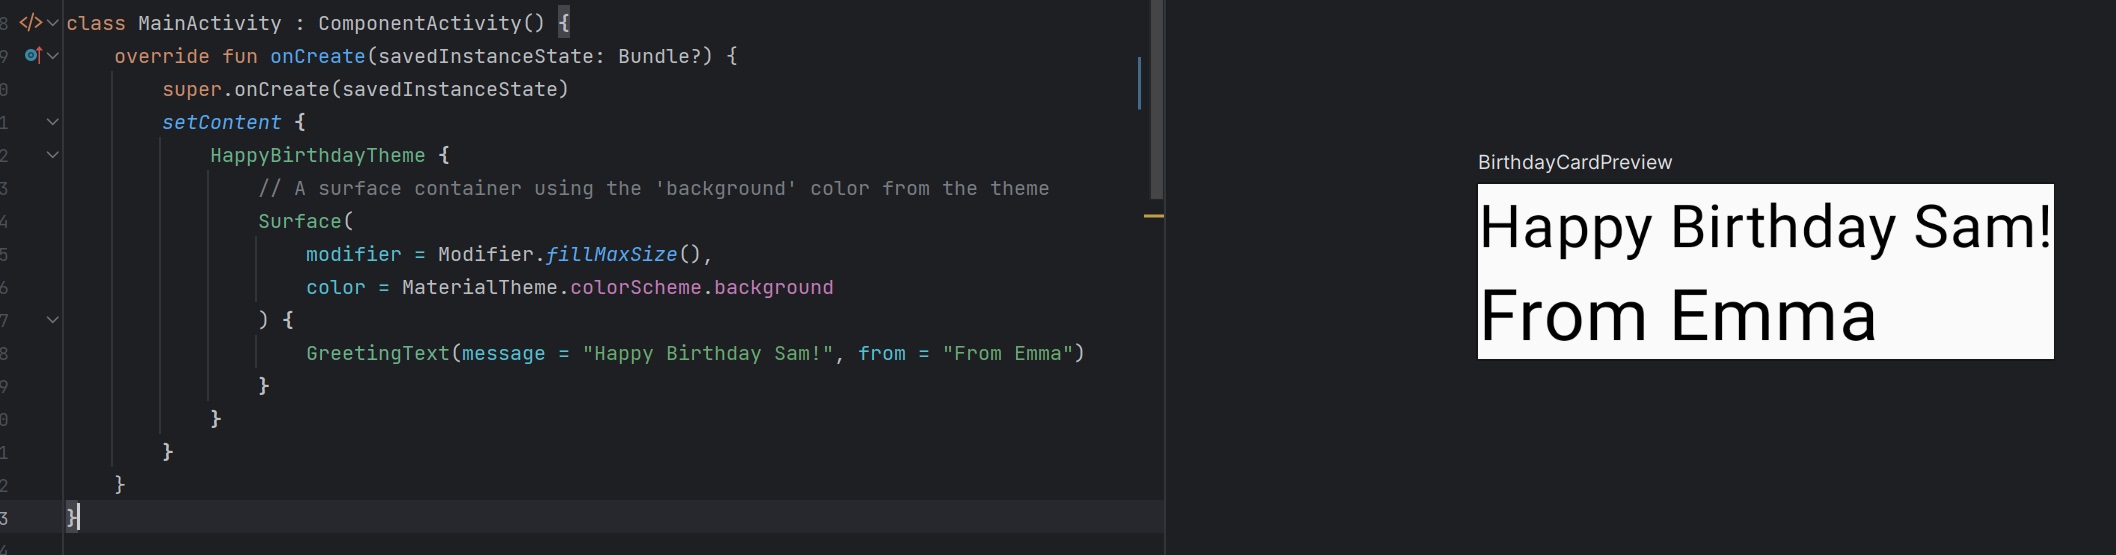 8 class MainActivity : ComponentActivity() {
9 override fun onCreate(savedInstanceState: Bundle?) {
0 super.onCreate(savedInstanceState)
1 setContent {
2 HappyBirthdayTheme {
3 // A surface container using the 'background' color from the theme
4 Surface(
5 modifier = Modifier.fillMaxSize(),
6 color = MaterialTheme.colorScheme.background
7 ) {
8 GreetingText(message = "Happy Birthday Sam!", from = "From Emma")
9 }
0 }
1 }
2 }
3 }
4
BirthdayCardPreview
Happy Birthday Sam!
From Emma